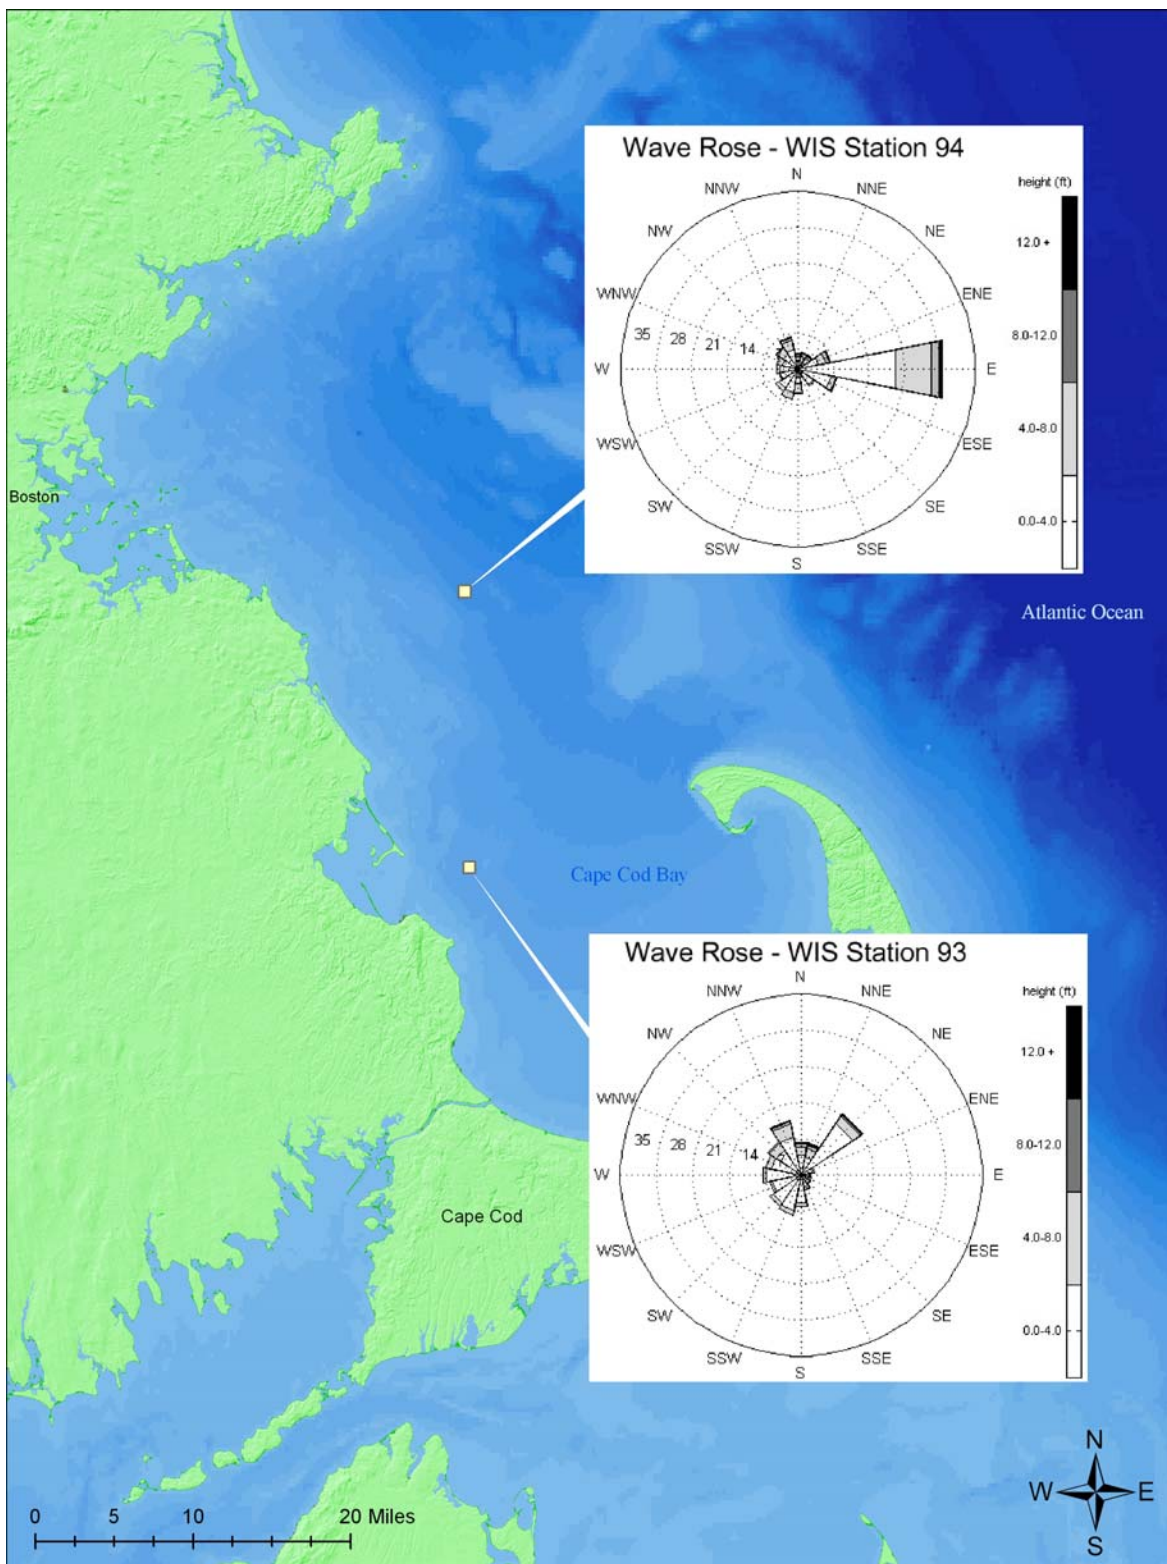 Wave Rose - WIS Station 94
N
NNW
NNE
height (ft)
NW
NE
12.0 +
WNW
ENE
35
28
21
14
8.0-12.0
W
E
4.0-8.0
WSW
ESE
SW
SE
0.0-4.0
SSW
SSE
S
Boston
Atlantic Ocean
Cape Cod Bay
Wave Rose - WIS Station 93
N
NNW
NNE
height (ft)
NW
NE
12.0 +
WNW
ENE
35
28
21
14
8.0-12.0
W
E
4.0-8.0
WSW
ESE
SW
SE
0.0-4.0
SSW
SSE
S
Cape Cod
N
W
E
S
0
5
10
20 Miles